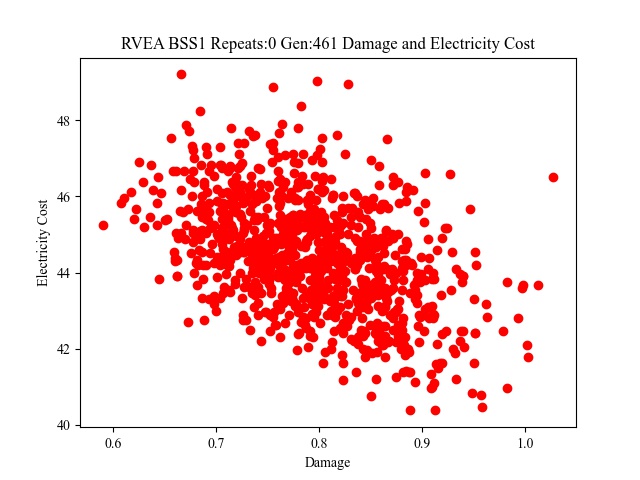 RVEA BSS1 Repeats:0 Gen:461 Damage and Electricity Cost
Electricity Cost
48
46
44
42
40
0.6 0.7 0.8 0.9 1.0
Damage